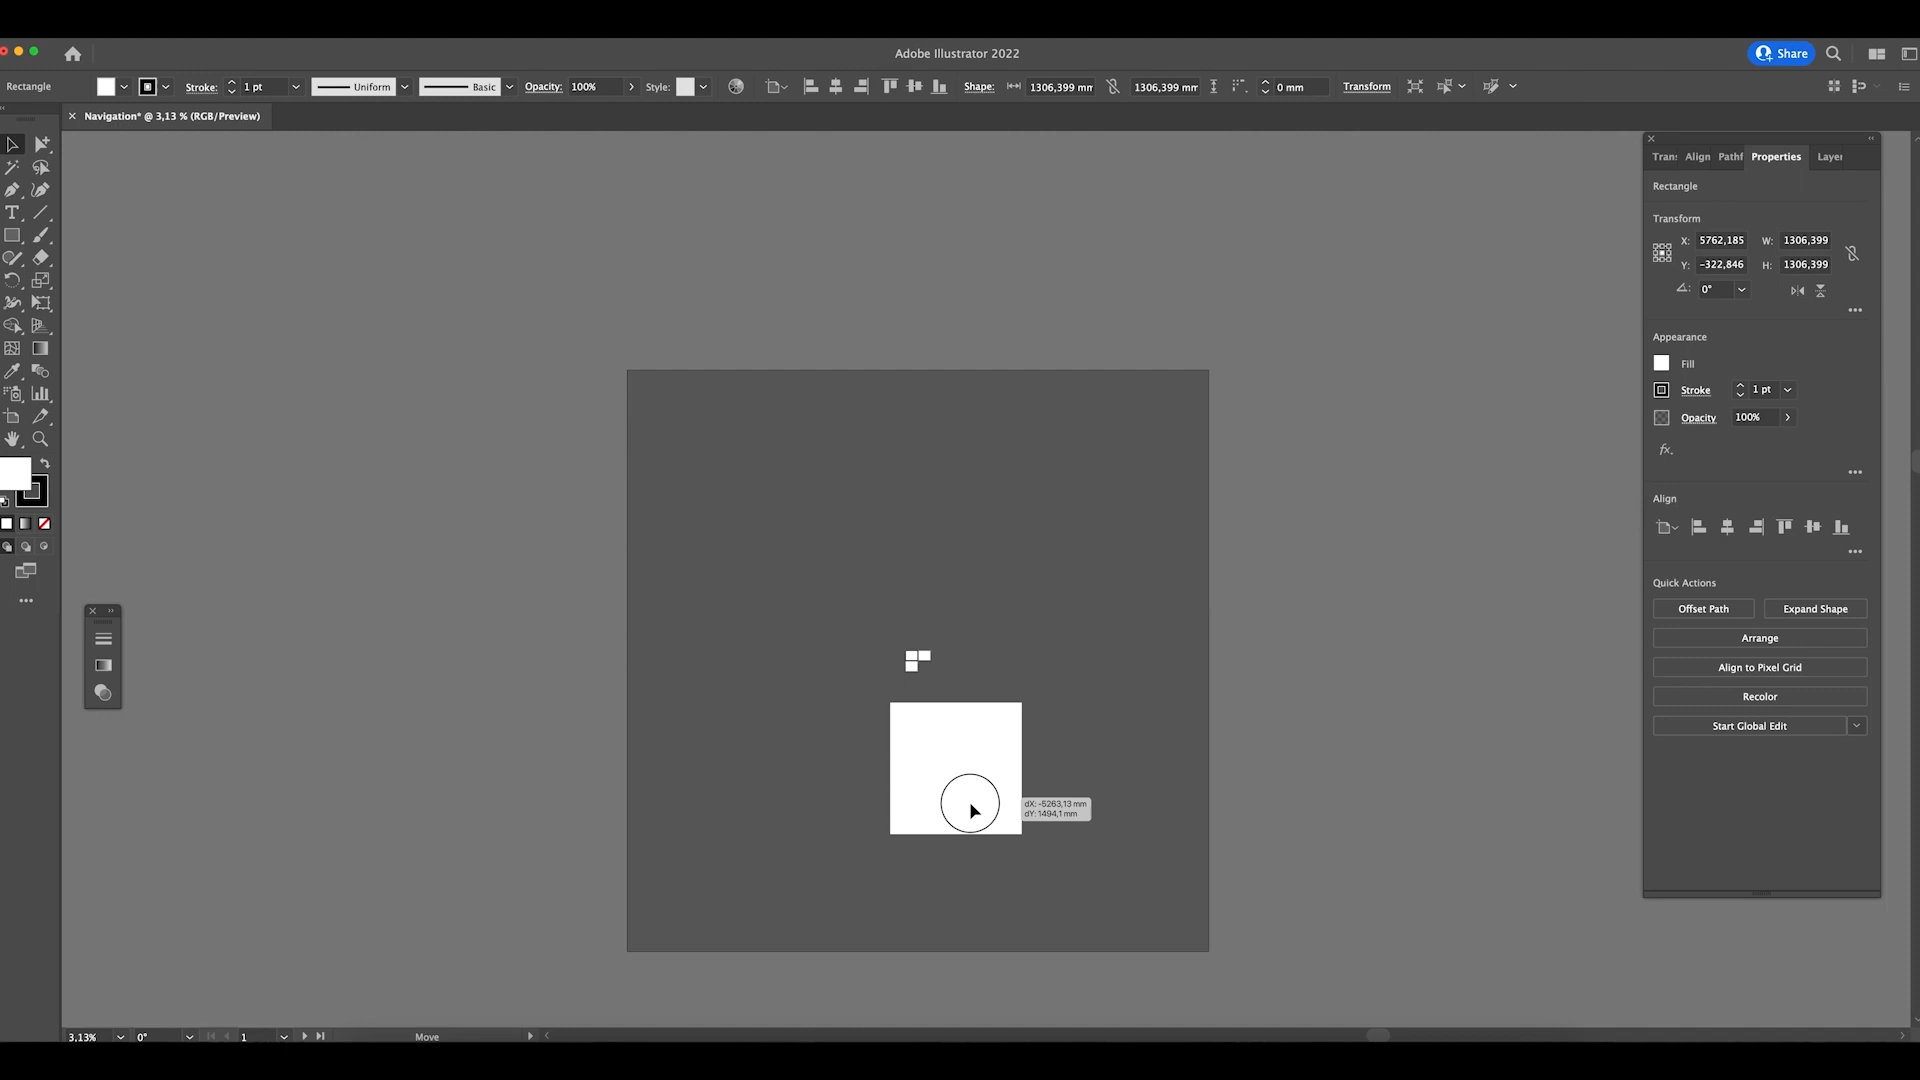 Adobe Illustrator 2022
Share
Rectangle
Stroke:
1 pt
Uniform
Basic
Opacity:
100%
Style:
Shape:
1306,399 mm
1306,399 mm
0 mm
Transform
Navigation* @ 3,13 % (RGB/Preview)
Align
Properties
Rectangle
Transform
X: 5762,185 W: 1306,399
Y: -322,846 H: 1306,399
0°
Appearance
Fill
Stroke 1 pt
Opacity 100%
fx.
Align
Quick Actions
Offset Path Expand Shape
Arrange
Align to Pixel Grid
Recolor
Start Global Edit
dX: -5263,13 mm
dY: 1494,1 mm
3,13% 0° 1 Move